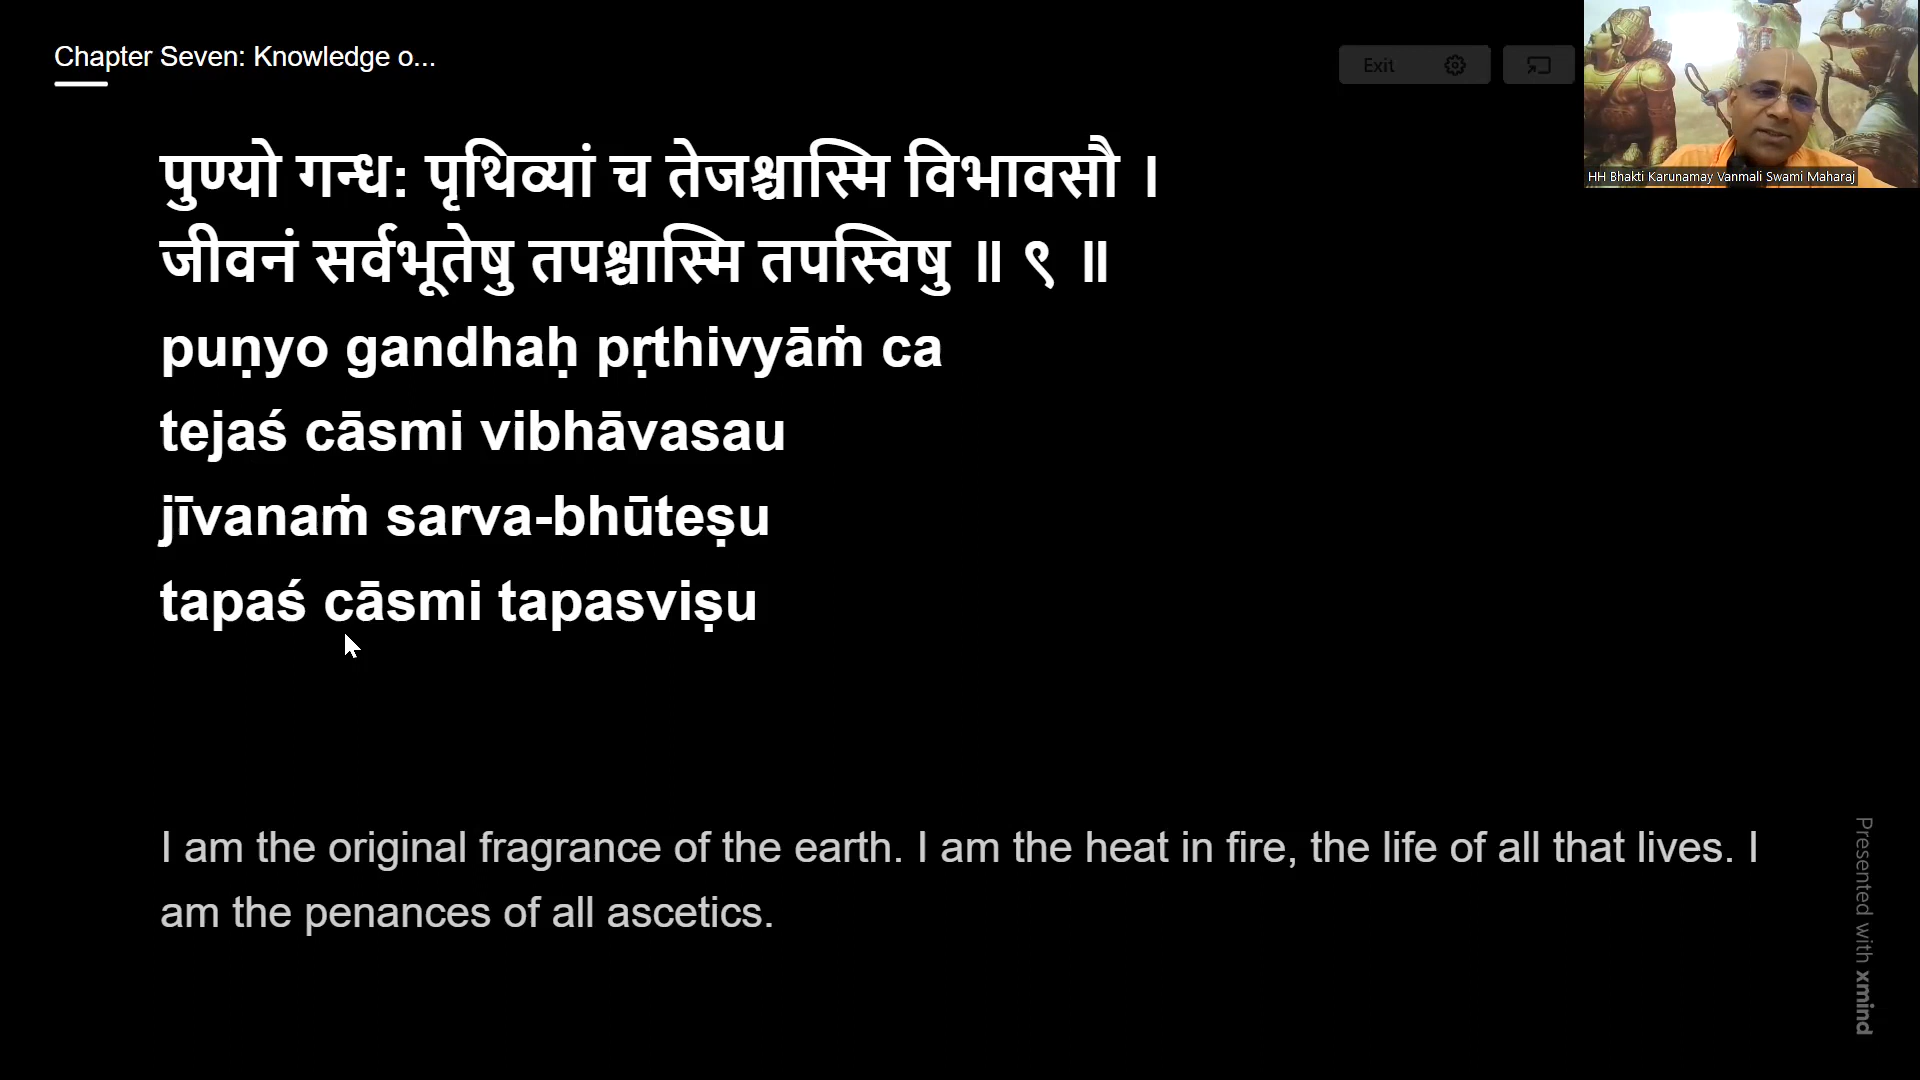 Chapter Seven: Knowledge o...
Exit
HH Bhakti Karunamay Vanmali Swami Maharaj
पुण्यो गन्धः पृथिव्यां च तेजश्चास्मि विभावसौ ।
जीवनं सर्वभूतेषु तपश्चास्मि तपस्विषु ॥ ९ ॥
puṇyo gandhaḥ pṛthivyāṁ ca
tejaś cāsmi vibhāvasau
jīvanaṁ sarva-bhūteṣu
tapaś cāsmi tapasviṣu
I am the original fragrance of the earth. I am the heat in fire, the life of all that lives. I
am the penances of all ascetics.
Presented with xmind